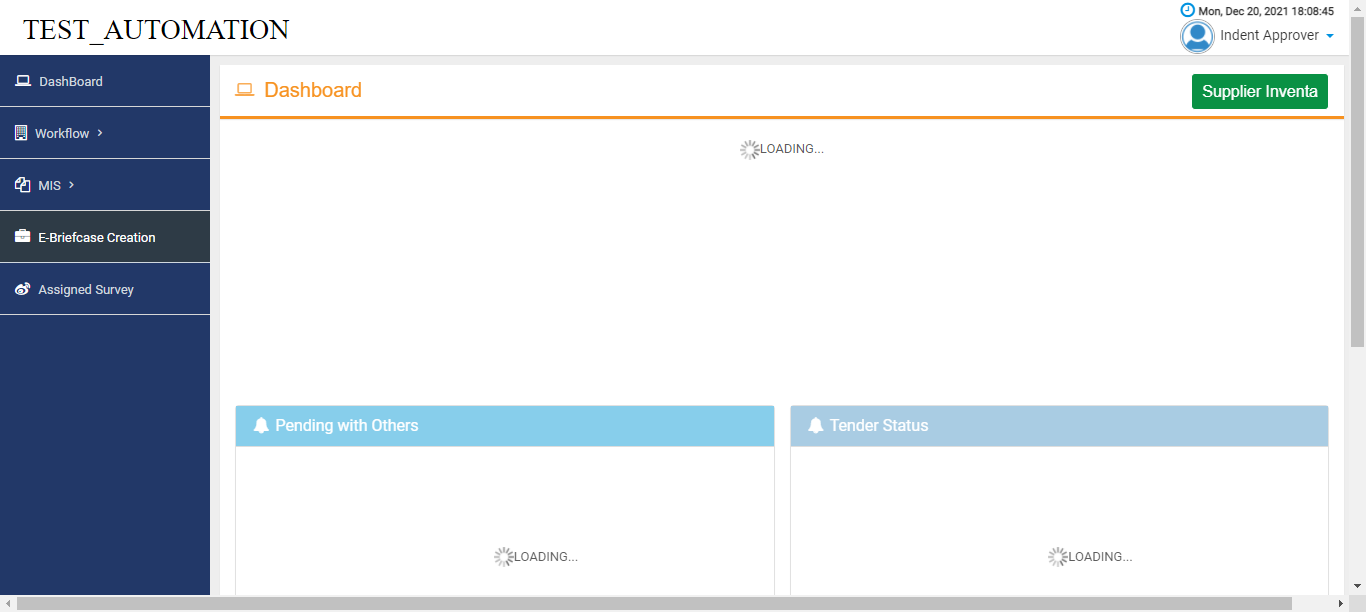 TEST_AUTOMATION
Mon, Dec 20, 2021 18:08:45
Indent Approver
DashBoard
Workflow
MIS
E-Briefcase Creation
Assigned Survey
Dashboard
Supplier Inventa
LOADING...
Pending with Others
Tender Status
LOADING...
LOADING...